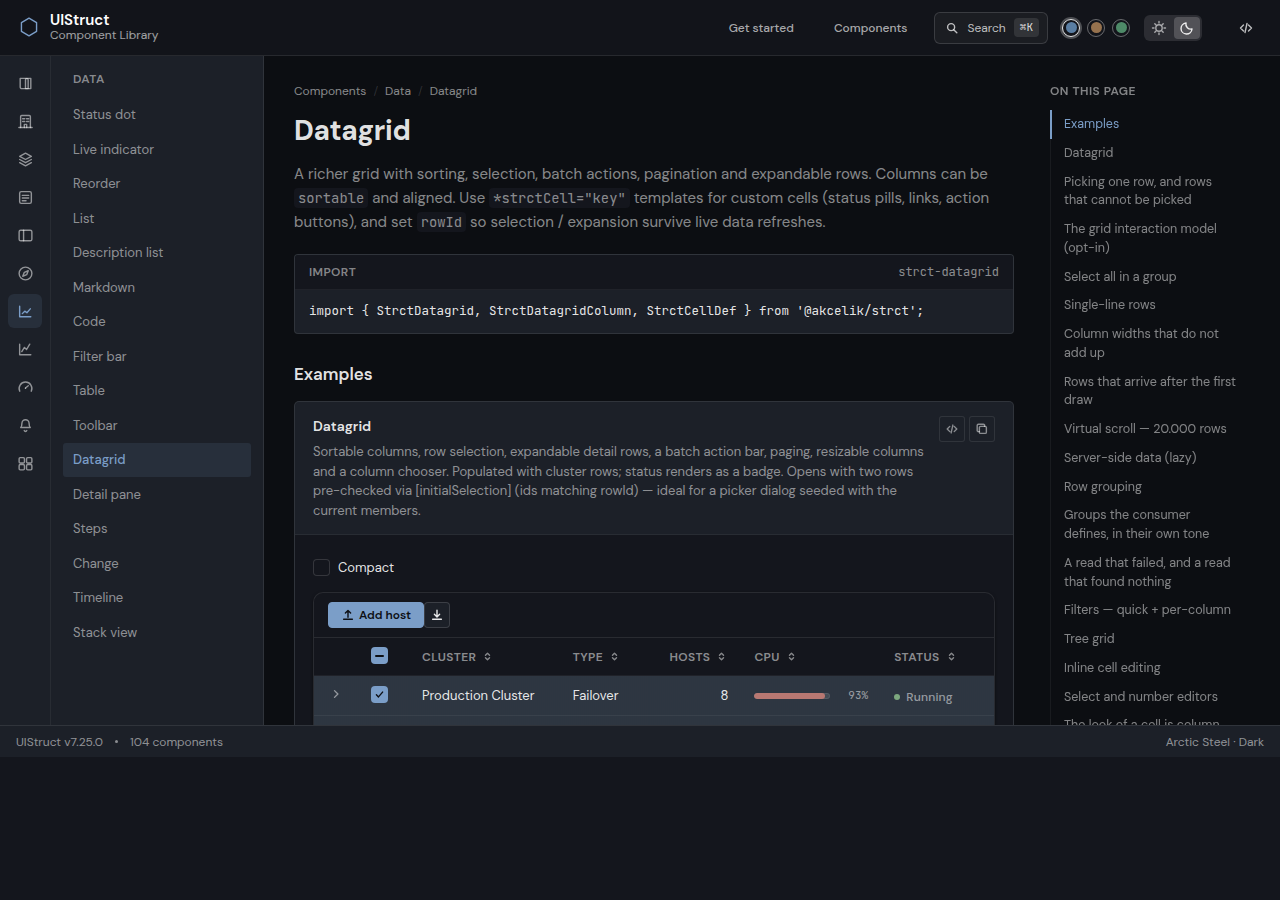 UIStruct
Component Library
Get started
Components
Search
⌘K
DATA
Status dot
Live indicator
Reorder
List
Description list
Markdown
Code
Filter bar
Table
Toolbar
Datagrid
Detail pane
Steps
Change
Timeline
Stack view
Components / Data / Datagrid
Datagrid
A richer grid with sorting, selection, batch actions, pagination and expandable rows. Columns can be
sortable and aligned. Use *strctCell="key" templates for custom cells (status pills, links, action
buttons), and set rowId so selection / expansion survive live data refreshes.
IMPORT
strct-datagrid
import { StrctDatagrid, StrctDatagridColumn, StrctCellDef } from '@akcelik/strct';
Examples
Datagrid
Sortable columns, row selection, expandable detail rows, a batch action bar, paging, resizable columns
and a column chooser. Populated with cluster rows; status renders as a badge. Opens with two rows
pre-checked via [initialSelection] (ids matching rowId) — ideal for a picker dialog seeded with the
current members.
Compact
Add host
CLUSTER TYPE HOSTS CPU STATUS
Production Cluster Failover 8 93% Running
ON THIS PAGE
Examples
Datagrid
Picking one row, and rows
that cannot be picked
The grid interaction model
(opt-in)
Select all in a group
Single-line rows
Column widths that do not
add up
Rows that arrive after the first
draw
Virtual scroll — 20.000 rows
Server-side data (lazy)
Row grouping
Groups the consumer
defines, in their own tone
A read that failed, and a read
that found nothing
Filters — quick + per-column
Tree grid
Inline cell editing
Select and number editors
The look of a cell is column
UIStruct v7.25.0 • 104 components
Arctic Steel · Dark